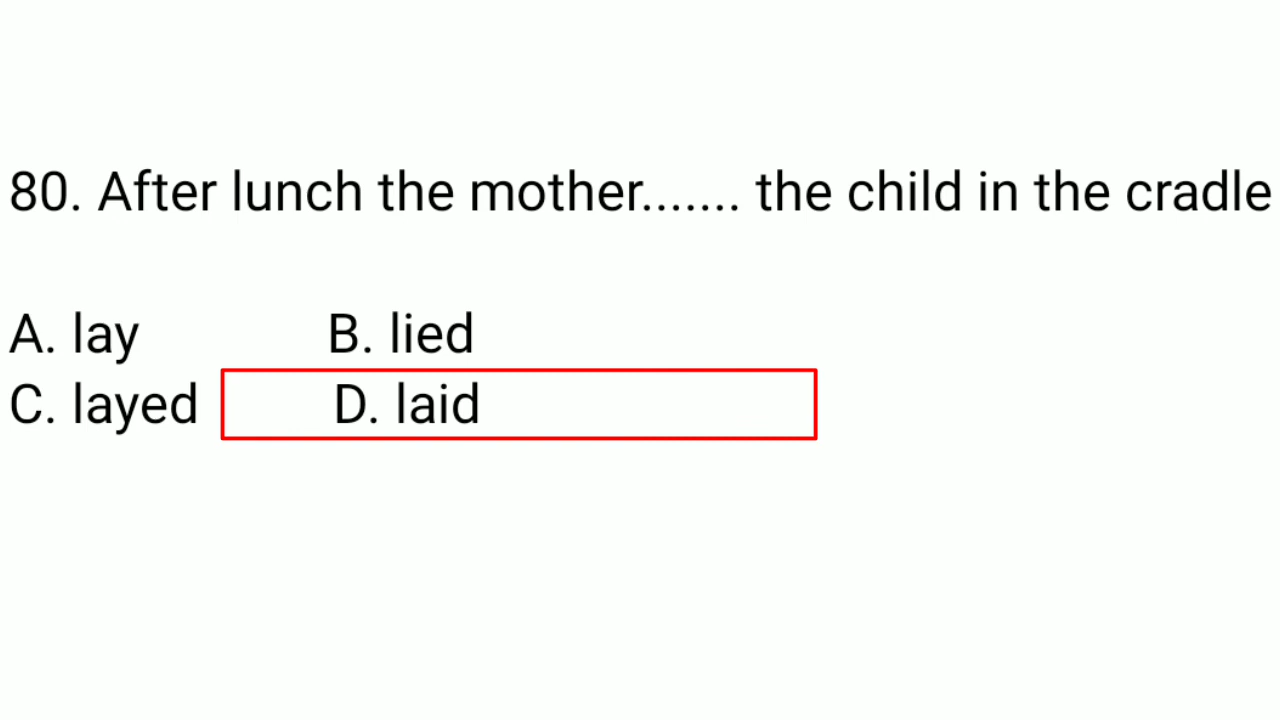 80. After lunch the mother....... the child in the cradle
A. lay B. lied
C. layed D. laid